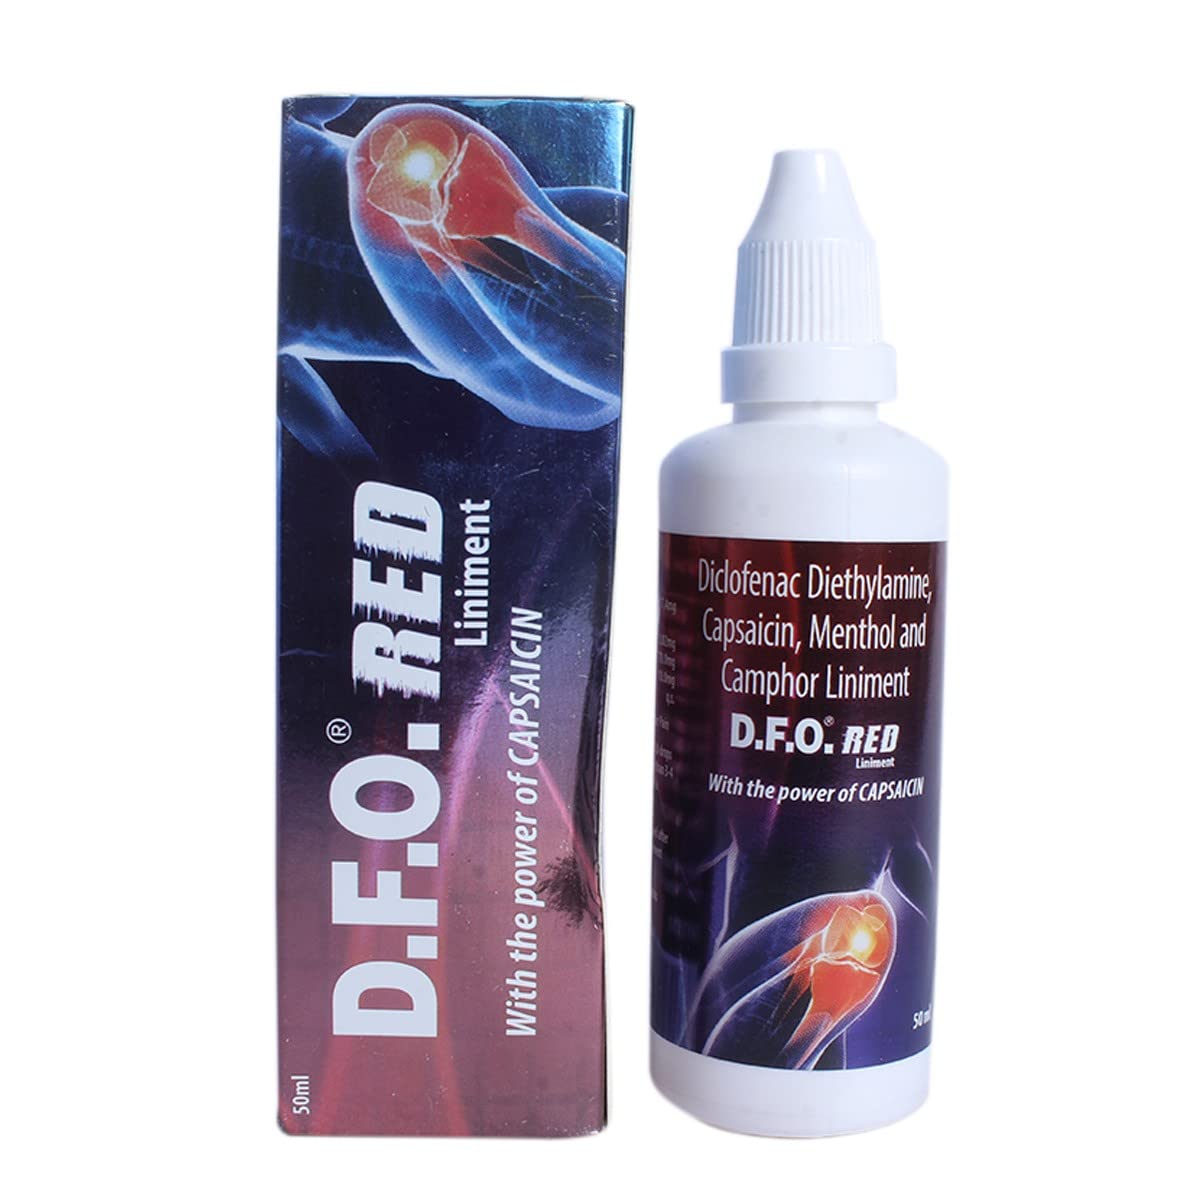 D.F.O.® RED
Liniment
With the power of CAPSAICIN
50ml
Diclofenac Diethylamine,
Capsaicin, Menthol and
Camphor Liniment
D.F.O.® RED
Liniment
With the power of CAPSAICIN
50 ml